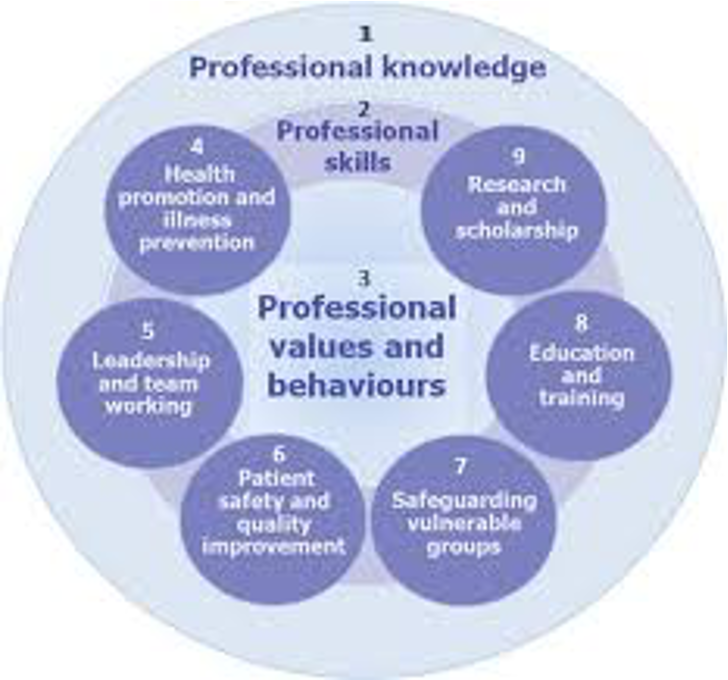 1
Professional knowledge
2
Professional
skills
3
Professional
values and
behaviours
4
Health
promotion and
illness
prevention
5
Leadership
and team
working
6
Patient
safety and
quality
improvement
7
Safeguarding
vulnerable
groups
8
Education
and
training
9
Research
and
scholarship